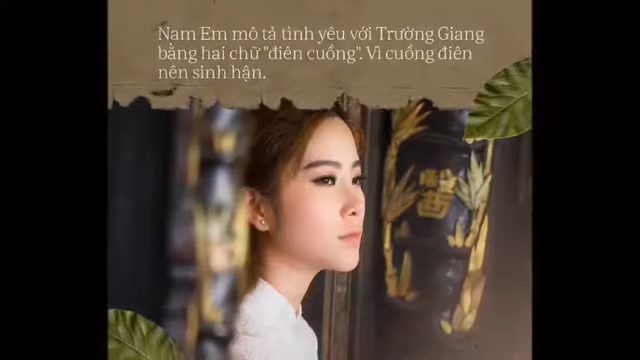 Nam Em mô tả tình yêu với Trường Giang
bằng hai chữ "điên cuồng". Vì cuồng điên
nên sinh hận.